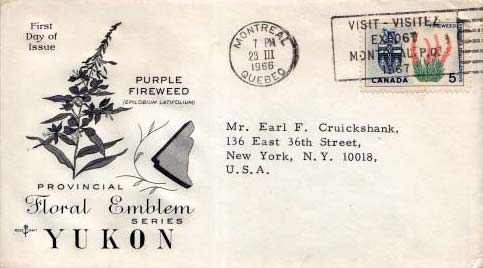 First
Day of
Issue
PURPLE
FIREWEED
(EPILOBIUM LATIFOLIUM)
PROVINCIAL
Floral Emblem
SERIES
YUKON
MONTREAL
7 PM
23 III
1966
QUEBEC
VISIT-VISITEZ
EXPO67
MONTREAL, P.Q.
1967
FIREWEED
CANADA 5
Mr. Earl F. Cruickshank,
136 East 36th Street,
New York, N.Y. 10018,
U.S.A.